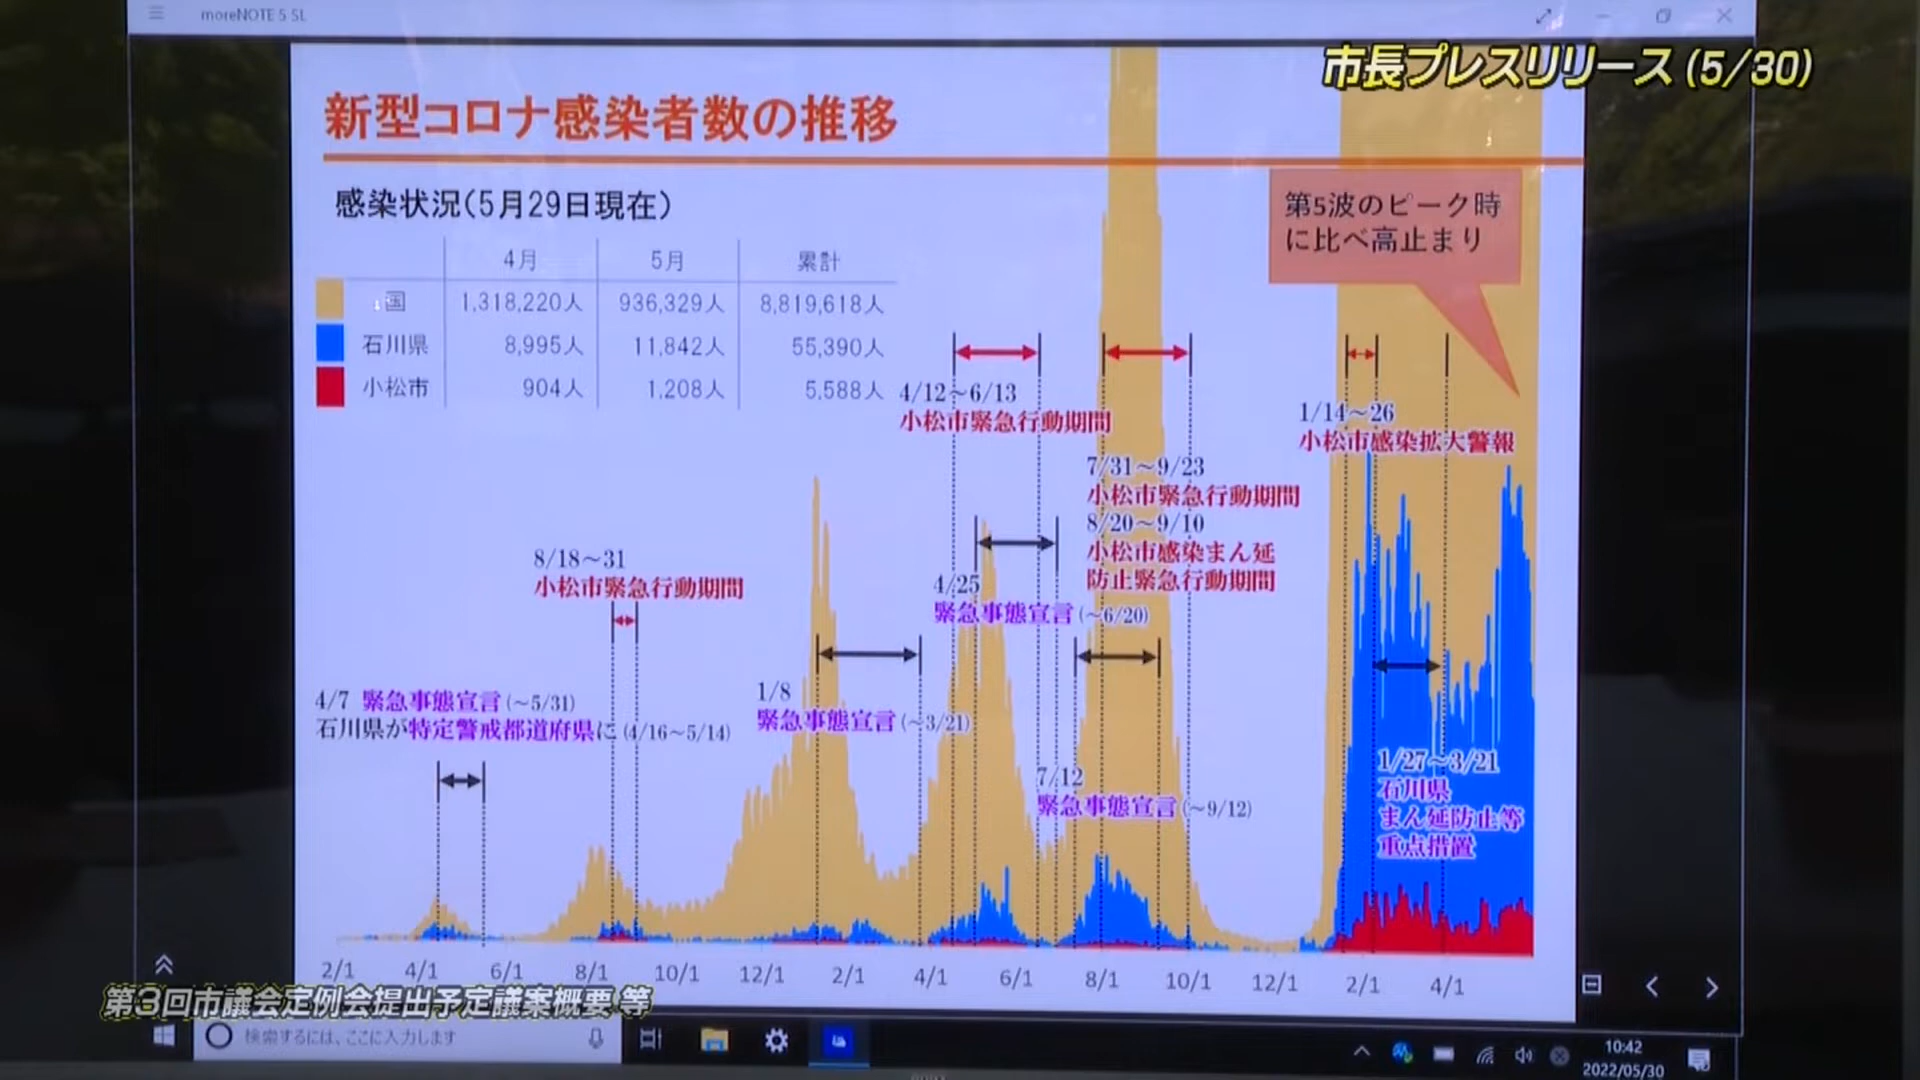 moreNOTE 5 SL
市長プレスリリース(5/30)
新型コロナ感染者数の推移
感染状況(5月29日現在)
4月 5月 累計
国 1,318,220人 936,329人 8,819,618人
石川県 8,995人 11,842人 55,390人
小松市 904人 1,208人 5,588人
第5波のピーク時
に比べ高止まり
4/12～6/13
小松市緊急行動期間
1/14～26
小松市感染拡大警報
7/31～9/23
小松市緊急行動期間
8/20～9/10
小松市感染まん延
防止緊急行動期間
8/18～31
小松市緊急行動期間
4/25
緊急事態宣言(～6/20)
4/7 緊急事態宣言(～5/31)
石川県が特定警戒都道府県に(4/16～5/14)
1/8
緊急事態宣言(～3/21)
7/12
緊急事態宣言(～9/12)
1/27～3/21
石川県
まん延防止等
重点措置
2/1 4/1 6/1 8/1 10/1 12/1 2/1 4/1 6/1 8/1 10/1 12/1 2/1 4/1
第3回市議会定例会提出予定議案概要 等
検索するには、ここに入力します
10:42
2022/05/30